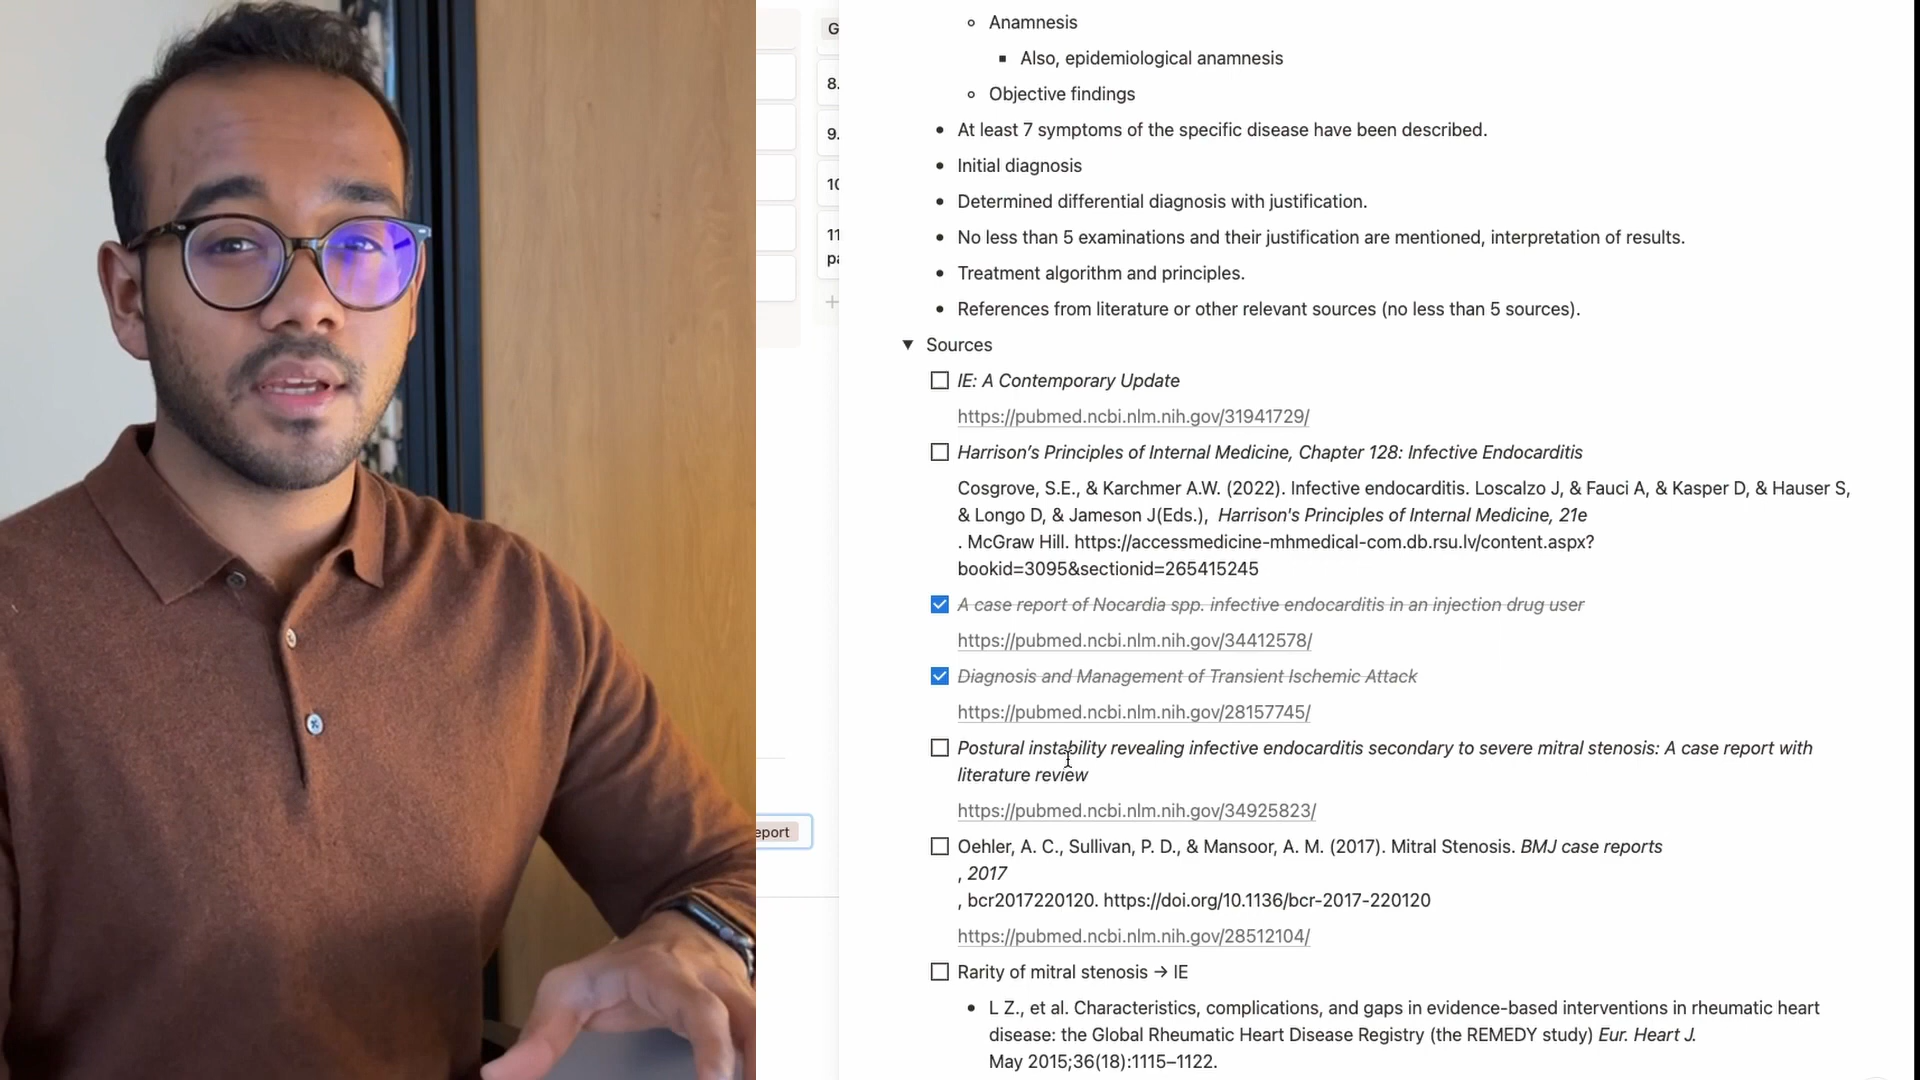 G
8.
9.
10
11
pa
+
eport
Anamnesis
Also, epidemiological anamnesis
Objective findings
At least 7 symptoms of the specific disease have been described.
Initial diagnosis
Determined differential diagnosis with justification.
No less than 5 examinations and their justification are mentioned, interpretation of results.
Treatment algorithm and principles.
References from literature or other relevant sources (no less than 5 sources).
Sources
IE: A Contemporary Update
https://pubmed.ncbi.nlm.nih.gov/31941729/
Harrison’s Principles of Internal Medicine, Chapter 128: Infective Endocarditis
Cosgrove, S.E., & Karchmer A.W. (2022). Infective endocarditis. Loscalzo J, & Fauci A, & Kasper D, & Hauser S,
& Longo D, & Jameson J(Eds.), Harrison's Principles of Internal Medicine, 21e
. McGraw Hill. https://accessmedicine-mhmedical-com.db.rsu.lv/content.aspx?
bookid=3095&sectionid=265415245
A case report of Nocardia spp. infective endocarditis in an injection drug user
https://pubmed.ncbi.nlm.nih.gov/34412578/
Diagnosis and Management of Transient Ischemic Attack
https://pubmed.ncbi.nlm.nih.gov/28157745/
Postural instability revealing infective endocarditis secondary to severe mitral stenosis: A case report with
literature review
https://pubmed.ncbi.nlm.nih.gov/34925823/
Oehler, A. C., Sullivan, P. D., & Mansoor, A. M. (2017). Mitral Stenosis. BMJ case reports
, 2017
, bcr2017220120. https://doi.org/10.1136/bcr-2017-220120
https://pubmed.ncbi.nlm.nih.gov/28512104/
Rarity of mitral stenosis → IE
L Z., et al. Characteristics, complications, and gaps in evidence-based interventions in rheumatic heart
disease: the Global Rheumatic Heart Disease Registry (the REMEDY study) Eur. Heart J.
May 2015;36(18):1115–1122.